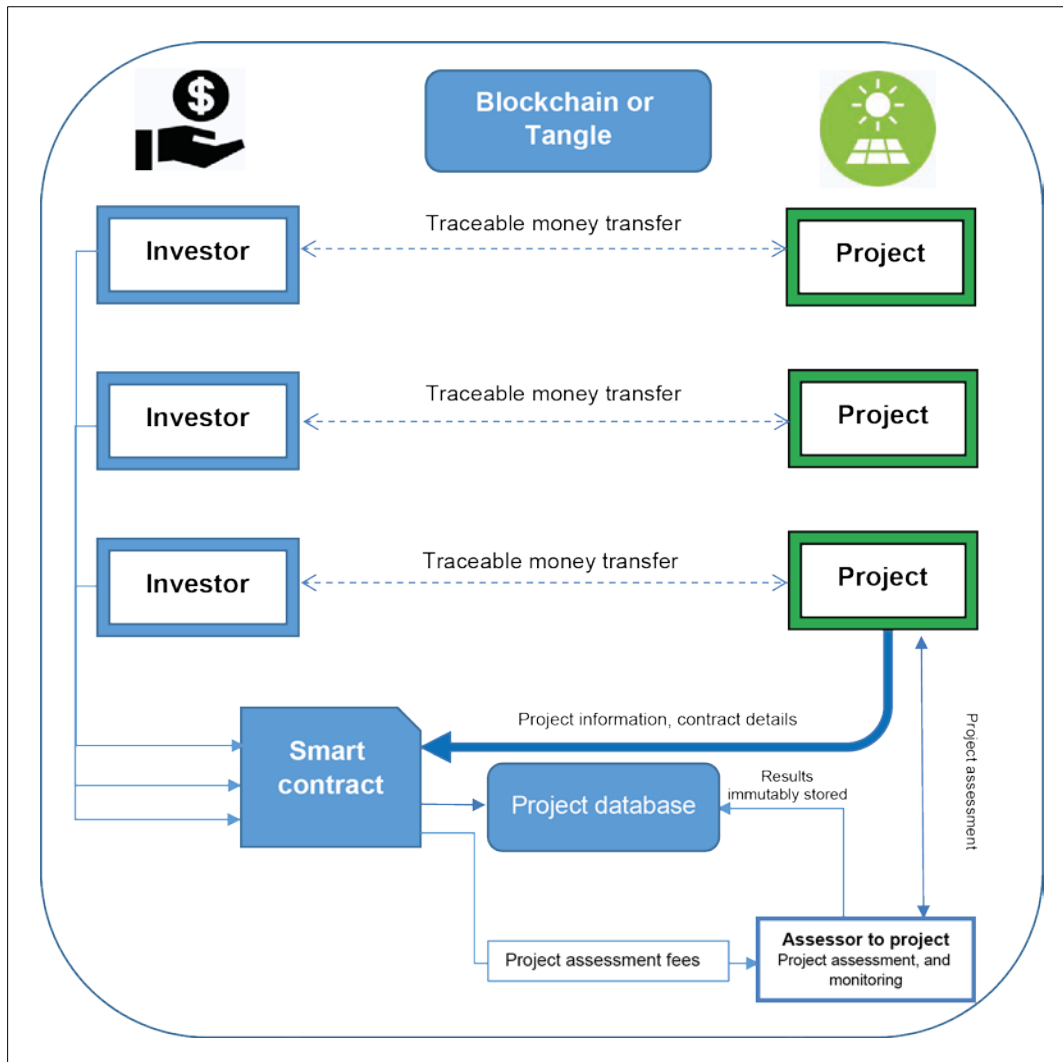 $
Blockchain or
Tangle
Traceable money transfer
Investor
Project
Traceable money transfer
Investor
Project
Traceable money transfer
Investor
Project
Project information, contract details
Smart
contract
Project database
Results
immutably stored
Project assessment
Project assessment fees
Assessor to project
Project assessment, and
monitoring